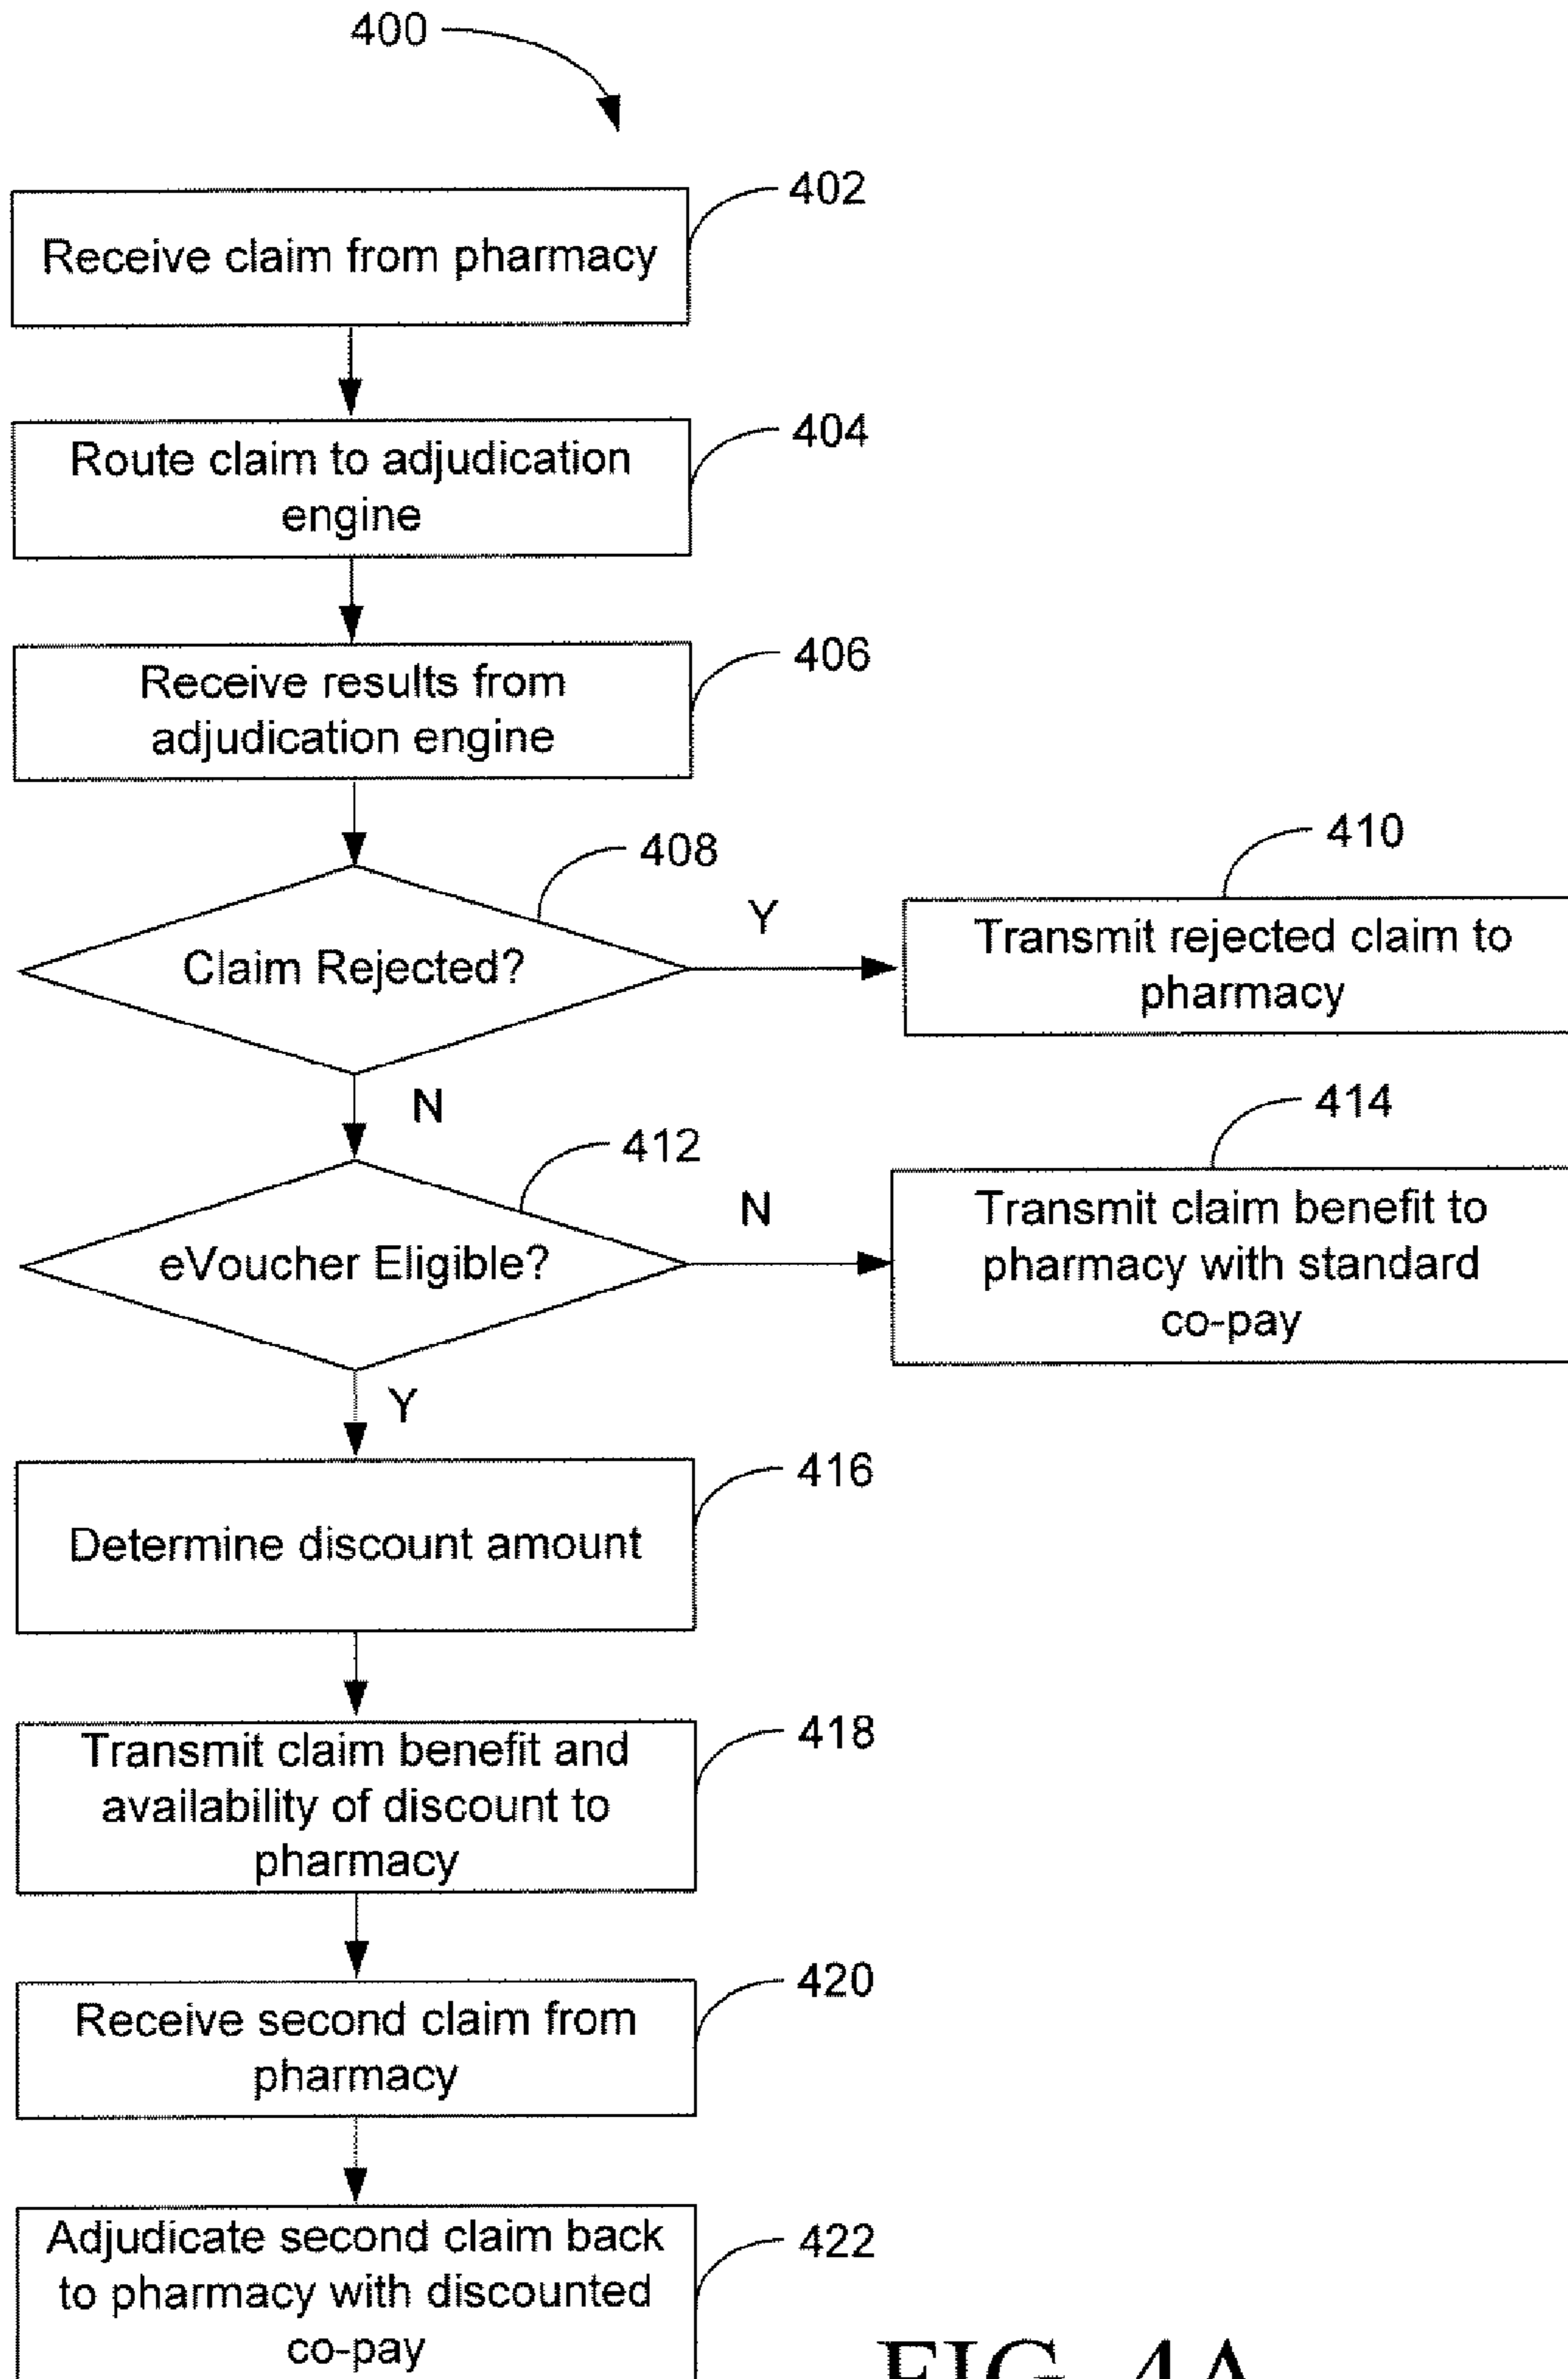 400
402
Receive claim from pharmacy
404
Route claim to adjudication
engine
406
Receive results from
adjudication engine
408
Claim Rejected?
Y
410
Transmit rejected claim to
pharmacy
N
412
eVoucher Eligible?
N
414
Transmit claim benefit to
pharmacy with standard
co-pay
Y
416
Determine discount amount
418
Transmit claim benefit and
availability of discount to
pharmacy
420
Receive second claim from
pharmacy
422
Adjudicate second claim back
to pharmacy with discounted
co-pay
FIG. 4A